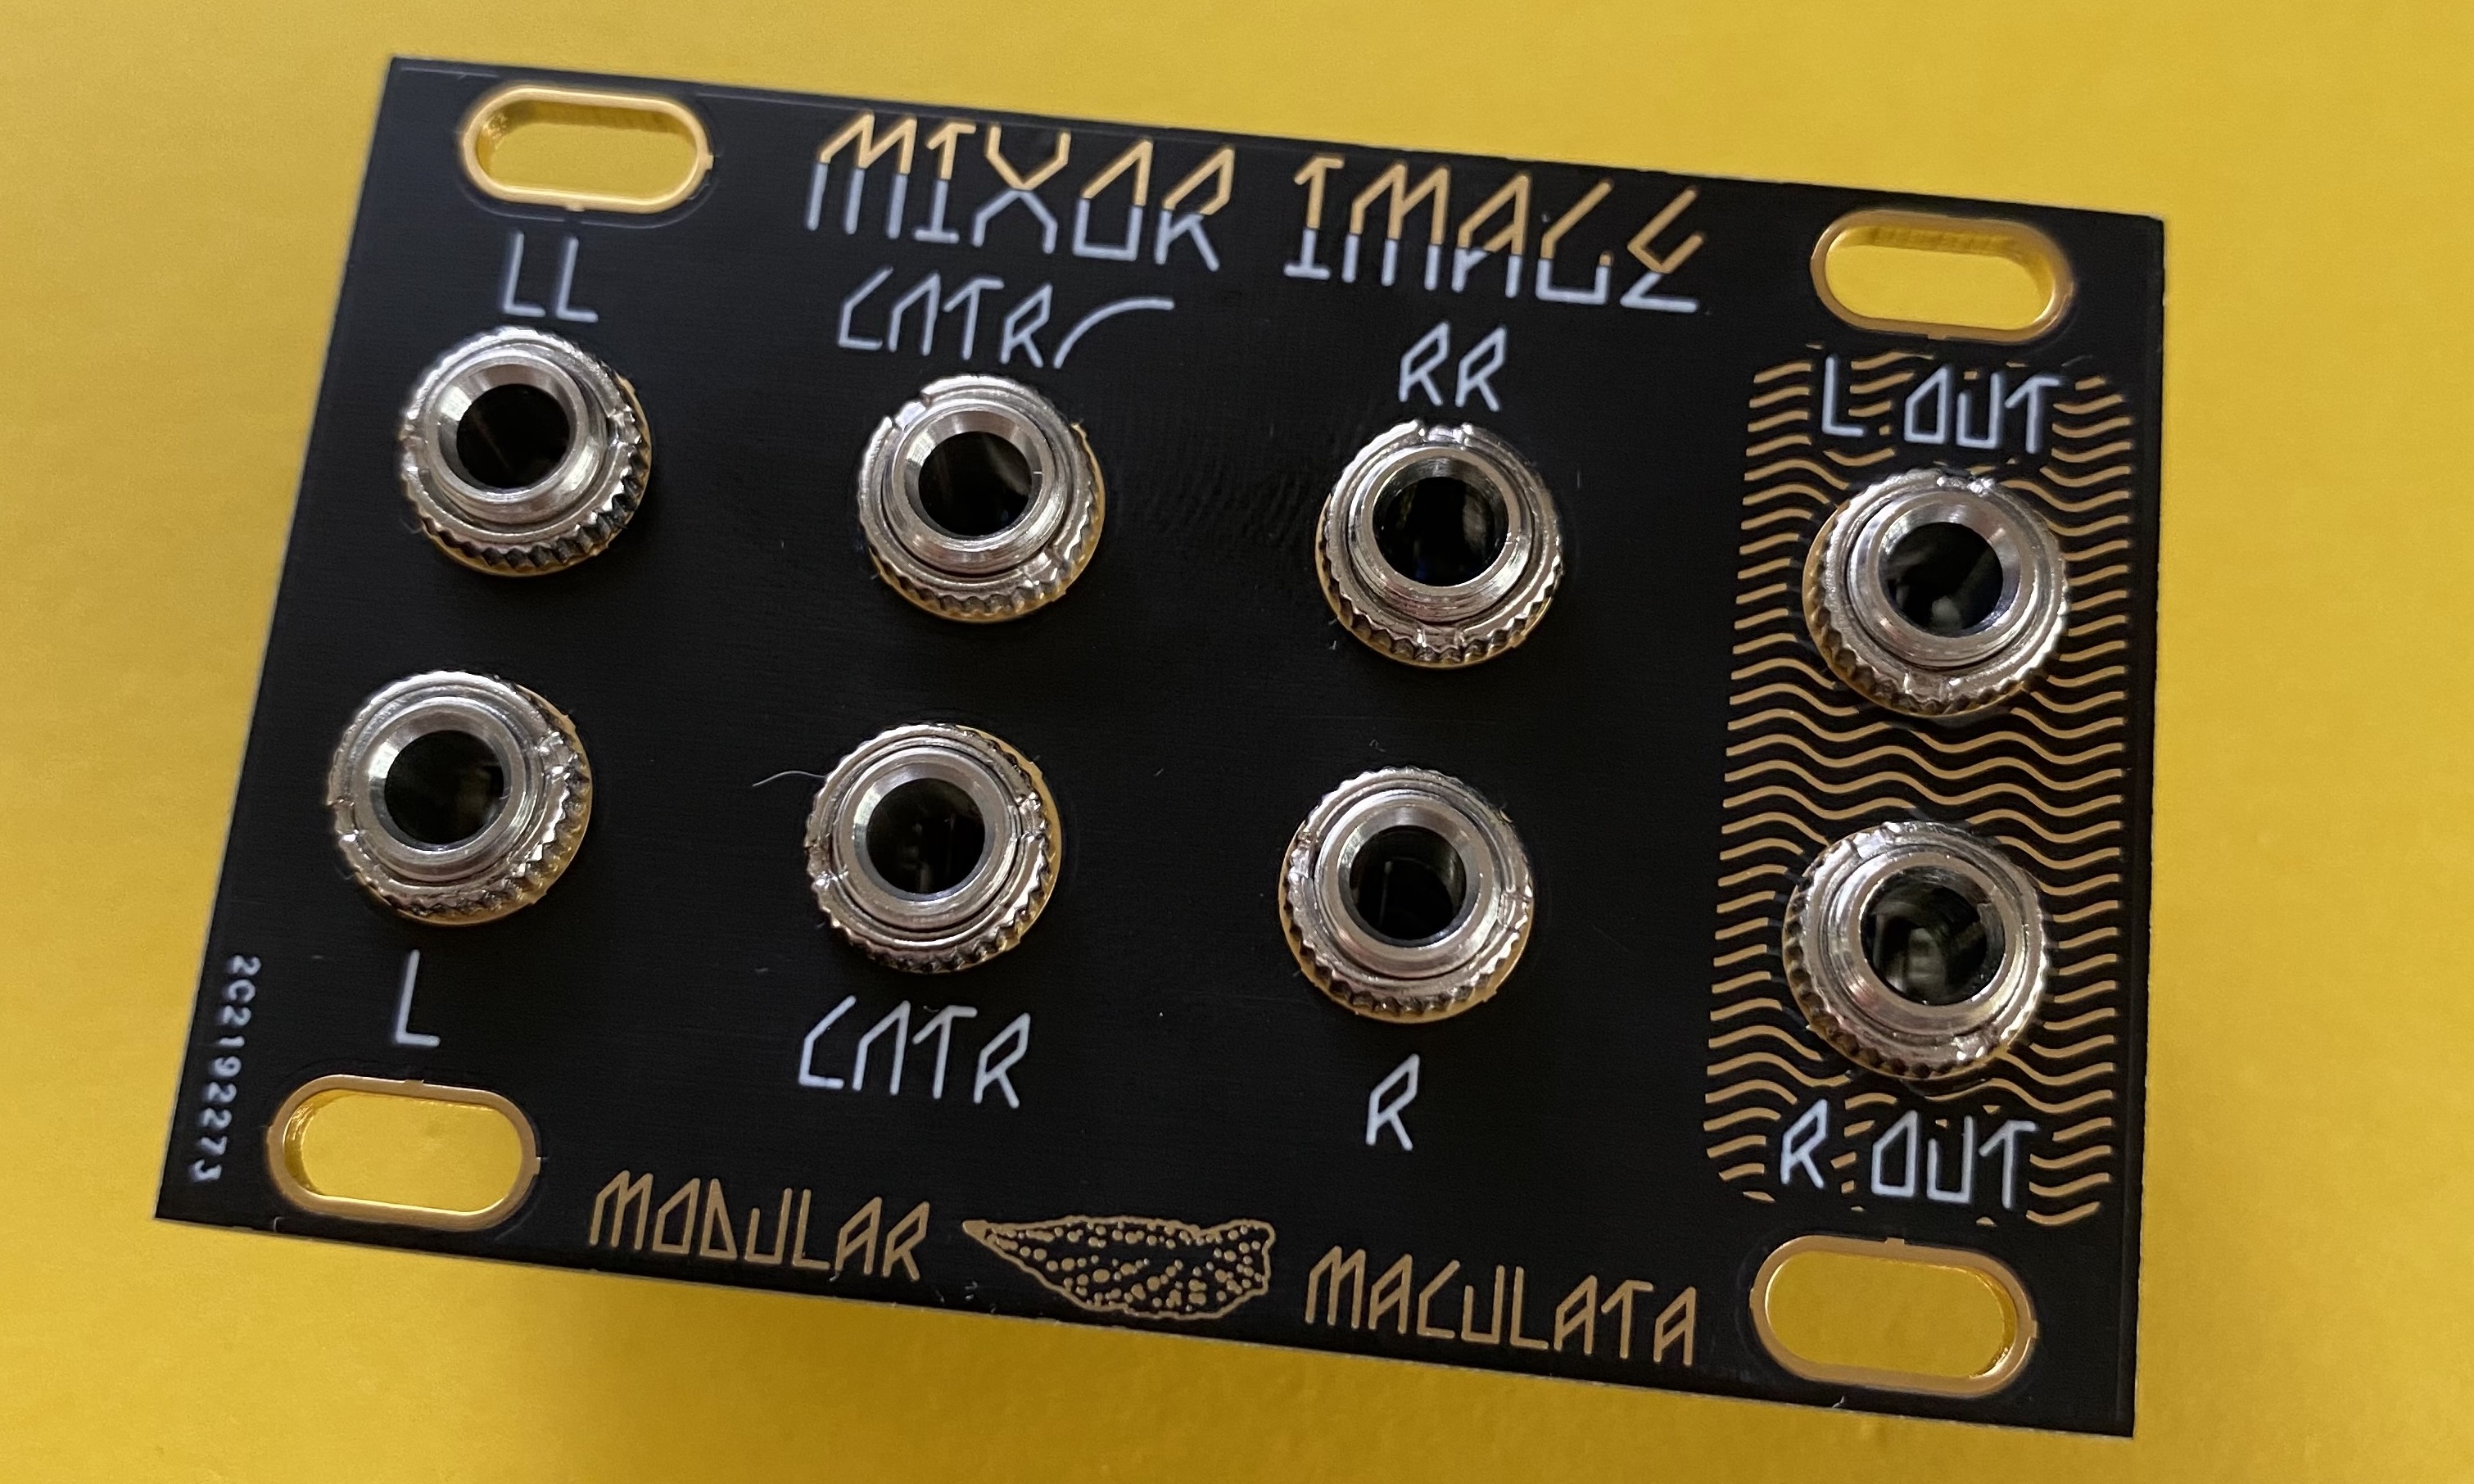 MIXOR IMAGE
LL
CNTR
RR
L OUT
L
CNTR
R
R OUT
2C2192273
MODULAR MACULATA